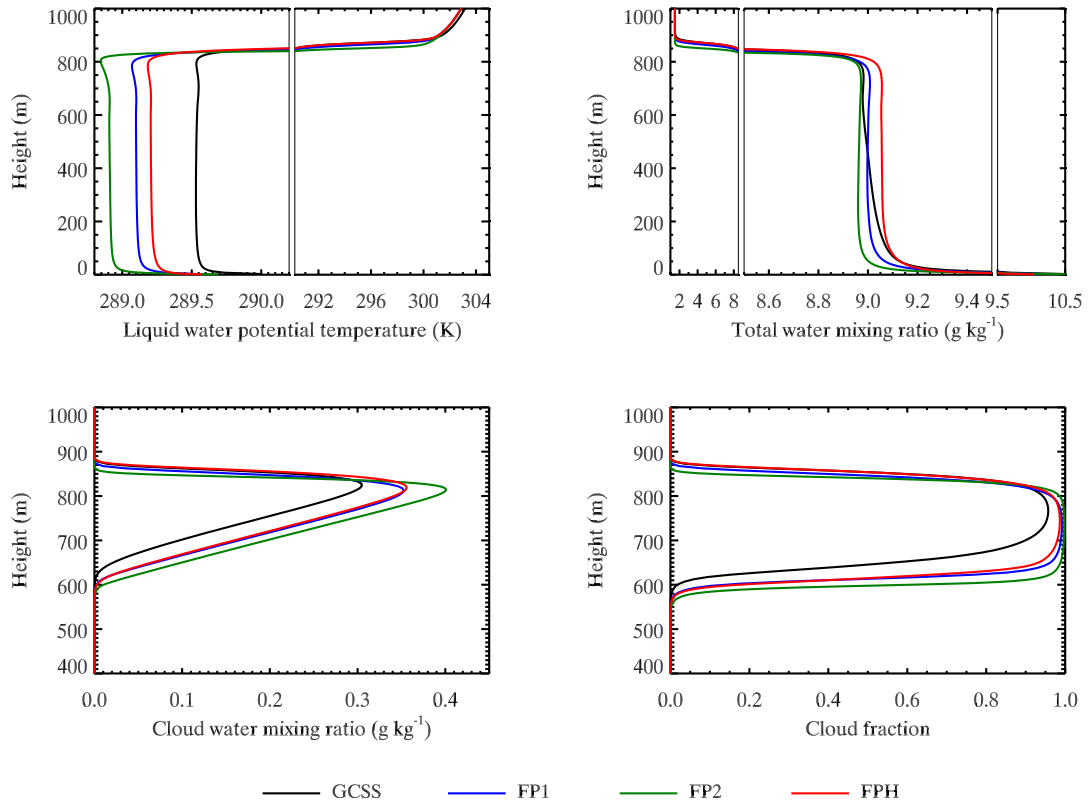 1000
800
600
400
200
0
Height (m)
289.0 289.5 290.0 292 296 300 304
Liquid water potential temperature (K)
1000
800
600
400
200
0
Height (m)
2 4 6 8 8.6 8.8 9.0 9.2 9.4 9.5 10.5
Total water mixing ratio (g kg⁻¹)
1000
900
800
700
600
500
400
Height (m)
0.0 0.1 0.2 0.3 0.4
Cloud water mixing ratio (g kg⁻¹)
1000
900
800
700
600
500
400
Height (m)
0.0 0.2 0.4 0.6 0.8 1.0
Cloud fraction
GCSS FP1 FP2 FPH